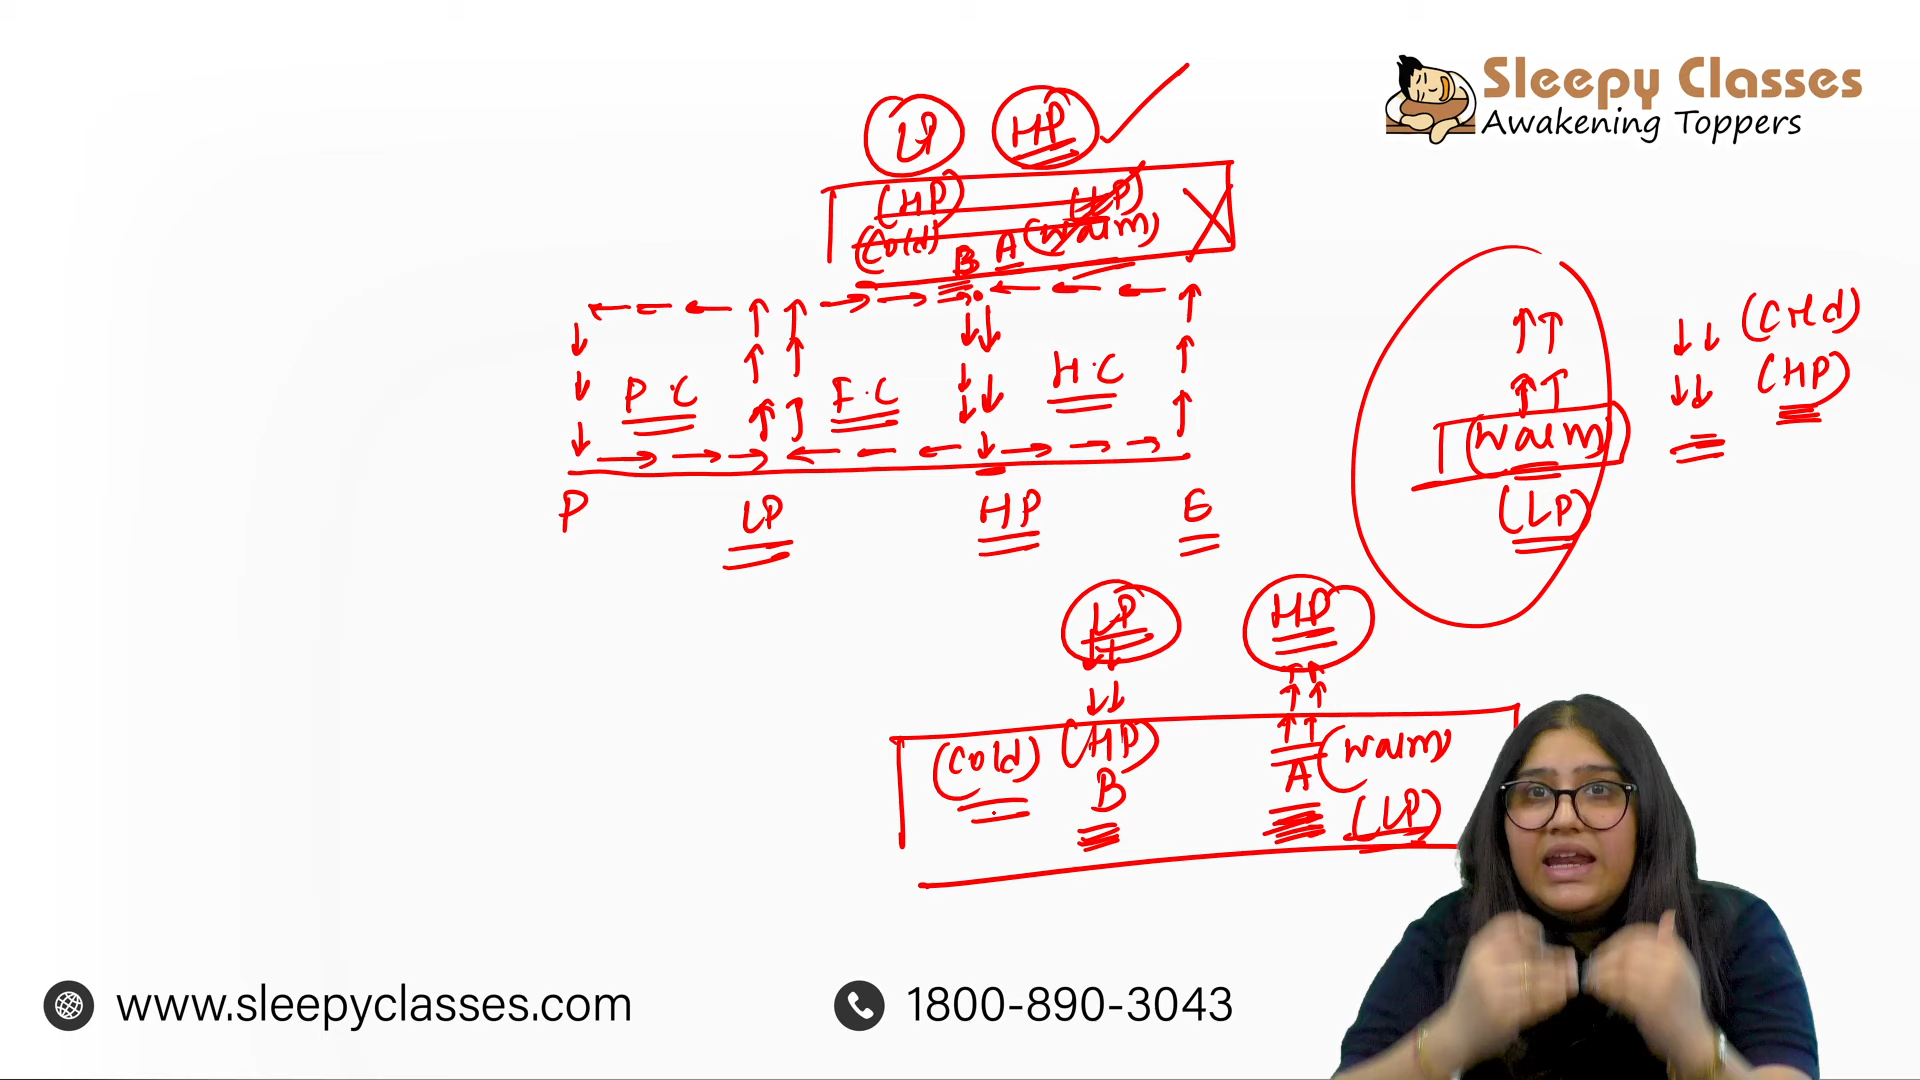 Sleepy Classes
Awakening Toppers
LP HP
(HP) (LP)
(Cold) (Warm)
B A
P.C F.C H.C
P LP HP E
(Cold)
(HP)
(Warm)
(LP)
LP HP
(Cold) (HP) (Warm)
B A (LP)
www.sleepyclasses.com
1800-890-3043